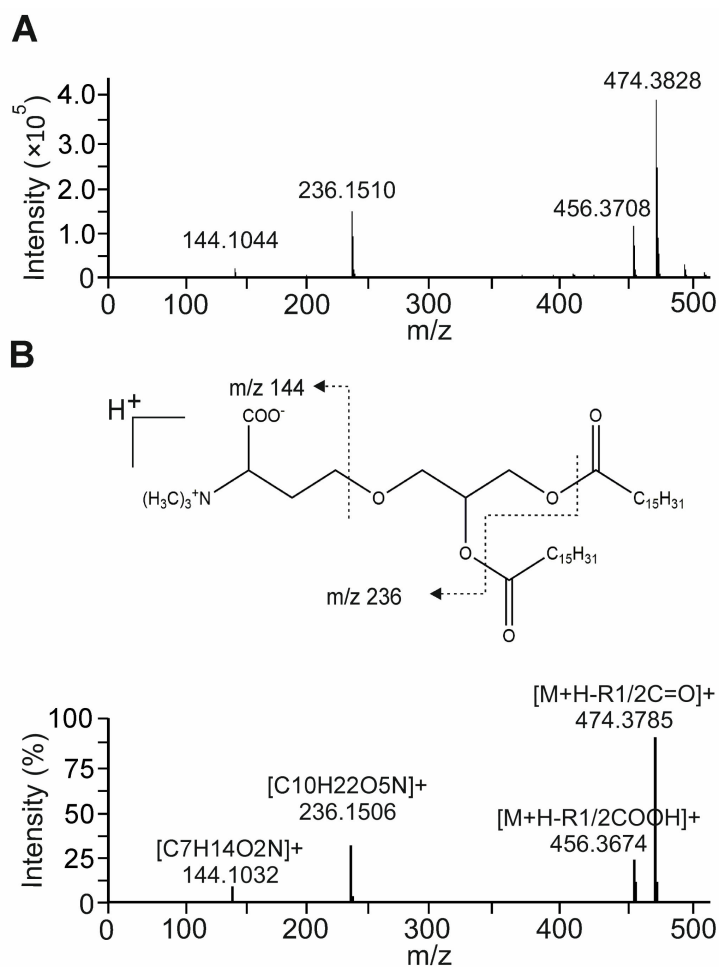 A
Intensity (×10⁵)
4.0
3.0
2.0
1.0
0
474.3828
236.1510
456.3708
144.1044
0 100 200 300 400 500
m/z
B
H⁺
m/z 144
COO⁻
(H₃C)₃⁺N
O
O
O
C₁₅H₃₁
O
C₁₅H₃₁
m/z 236
O
Intensity (%)
100
75
50
25
0
[M+H-R1/2C=O]+
474.3785
[C10H22O5N]+
236.1506
[M+H-R1/2COOH]+
456.3674
[C7H14O2N]+
144.1032
0 100 200 300 400 500
m/z